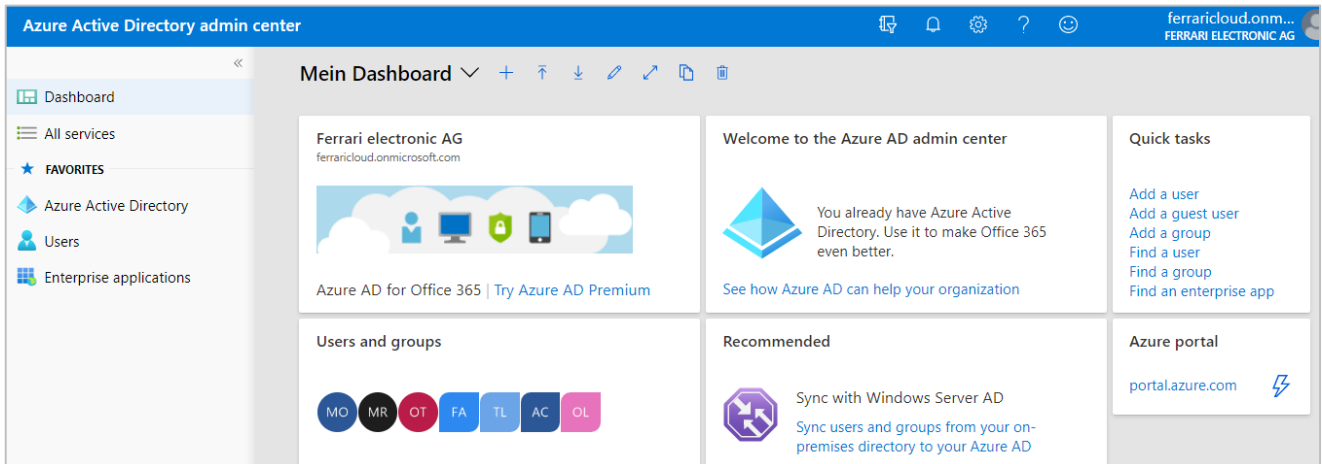 Azure Active Directory admin center
ferraricloud.onm...
FERRARI ELECTRONIC AG
«
Dashboard
All services
FAVORITES
Azure Active Directory
Users
Enterprise applications
Mein Dashboard
Ferrari electronic AG
ferraricloud.onmicrosoft.com
Azure AD for Office 365 | Try Azure AD Premium
Welcome to the Azure AD admin center
You already have Azure Active
Directory. Use it to make Office 365
even better.
See how Azure AD can help your organization
Quick tasks
Add a user
Add a guest user
Add a group
Find a user
Find a group
Find an enterprise app
Users and groups
MO MR OT FA TL AC OL
Recommended
Sync with Windows Server AD
Sync users and groups from your on-
premises directory to your Azure AD
Azure portal
portal.azure.com